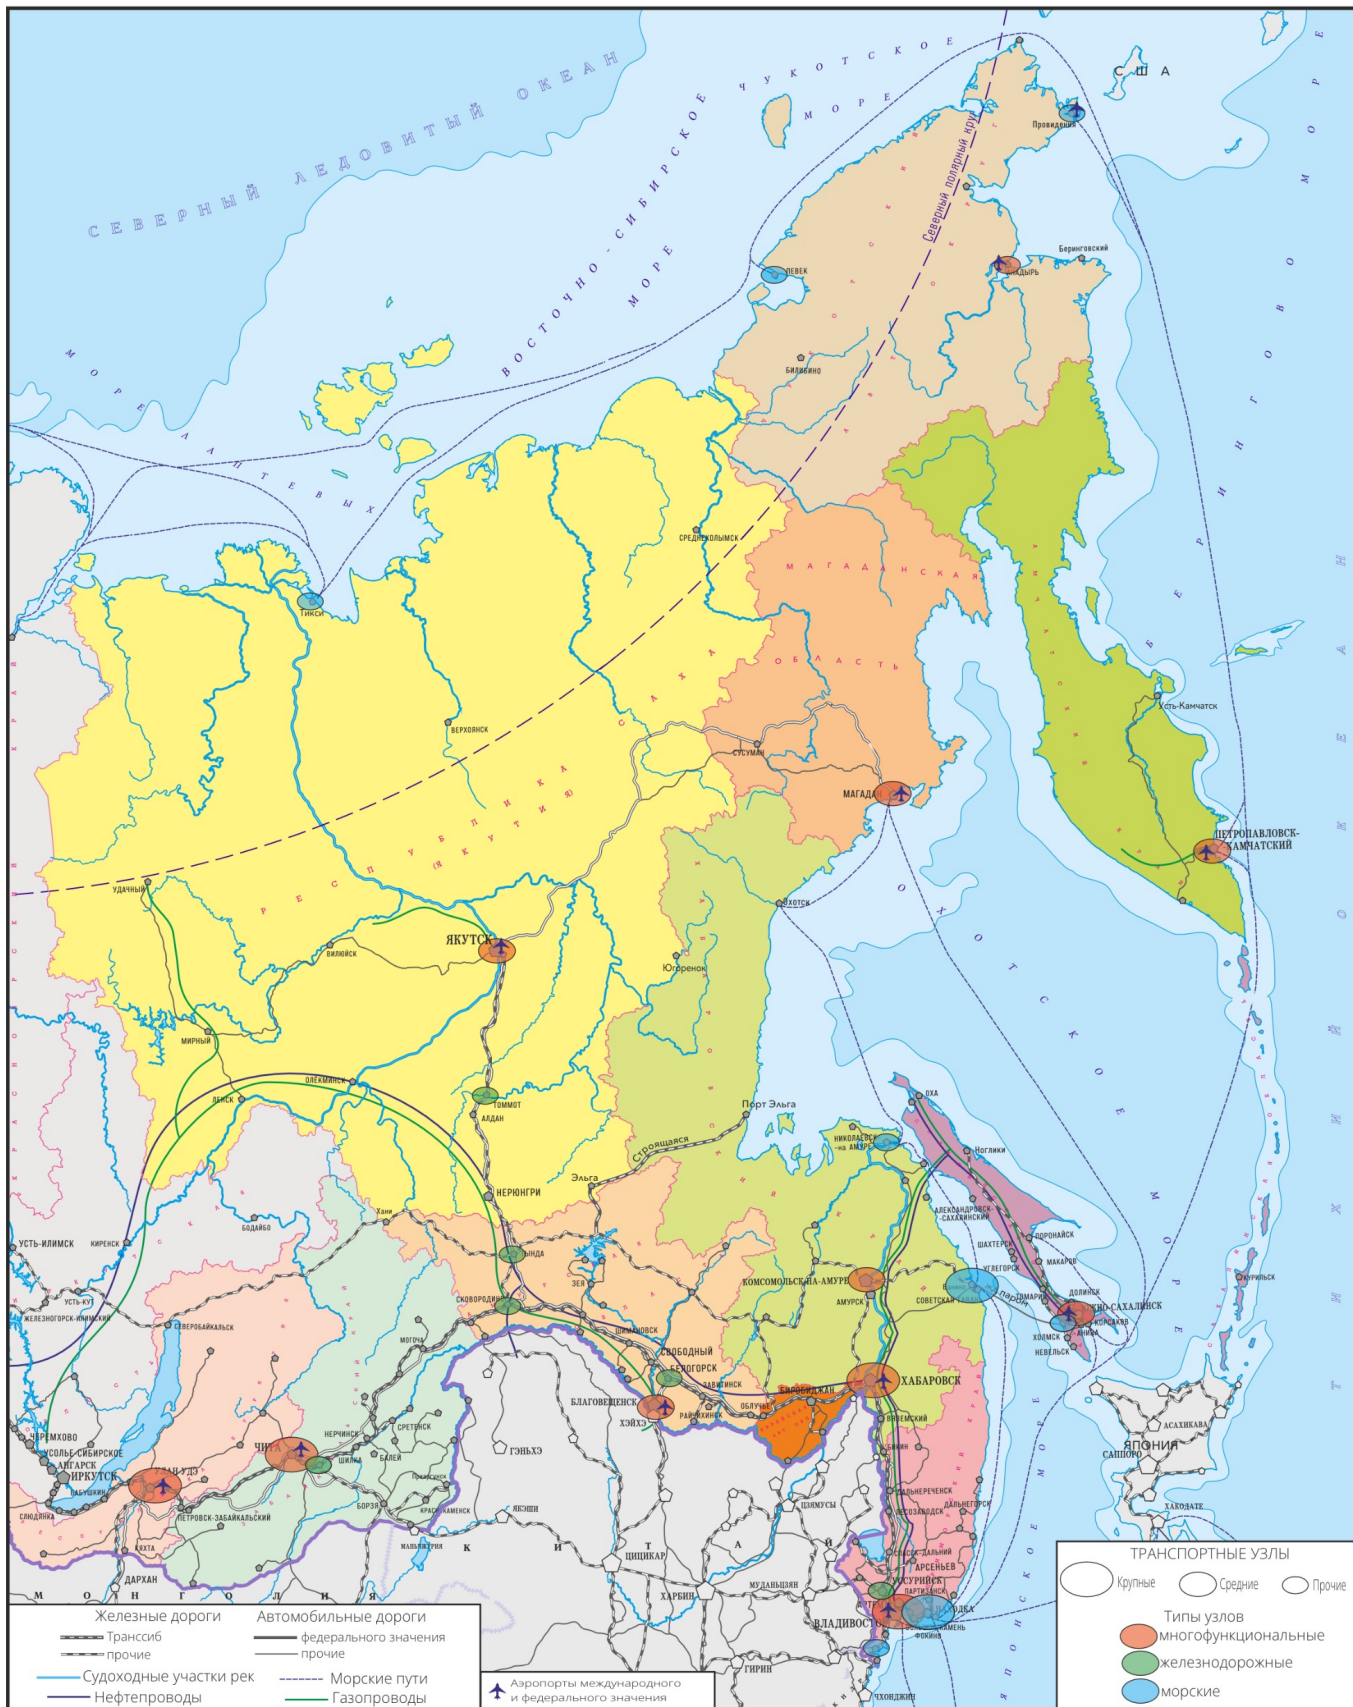 СЕВЕРНЫЙ ЛЕДОВИТЫЙ ОКЕАН
ЧУКОТСКОЕ
МОРЕ
США
Провидения
Северный полярный круг
ВОСТОЧНО-СИБИРСКОЕ
МОРЕ
БЕРИНГОВО МОРЕ
Беринговский
ПЕВЕК
БИЛИБИНО
МОРЕ
ЛАПТЕВЫХ
СРЕДНЕКОЛЫМСК
МАГАДАНСКАЯ
ОБЛАСТЬ
Тикси
ВЕРХОЯНСК
СУСУМАН
Усть-Камчатск
МАГАДАН
ПЕТРОПАВЛОВСК-
КАМЧАТСКИЙ
РЕСПУБЛИКА
САХА
(ЯКУТИЯ)
УДАЧНЫЙ
Охотск
ЯКУТСК
ВИЛЮЙСК
Югоренок
ОХОТСКОЕ МОРЕ
ТИХИЙ ОКЕАН
МИРНЫЙ
ОЛЕКМИНСК
ЛЕНСК
ТОММОТ
АЛДАН
Порт Эльга
Строящаяся
ОХА
НИКОЛАЕВСК
-на АМУРЕ
Ноглики
НЕРЮНГРИ
Эльга
АЛЕКСАНДРОВСК-
САХАЛИНСКИЙ
Хани
БОДАЙБО
КИРЕНСК
УСТЬ-ИЛИМСК
ШАХТЕРСК
ПОРОНАЙСК
УГЛЕГОРСК
МАКАРОВ
ЗЕЯ
КОМСОМОЛЬСК-НА-АМУРЕ
АМУРСК
СОВЕТСКАЯ ГАВАНЬ
паром
ДОЛИНСК
КУРИЛЬСК
УСТЬ-КУТ
ЖЕЛЕЗНОГОРСК-ИЛИМСКИЙ
СЕВЕРОБАЙКАЛЬСК
СКОВОРОДИНО
КОРСАКОВ
АНИВА
ХОЛМСК
НЕВЕЛЬСК
МОГОЧА
ШИМАНОВСК
СВОБОДНЫЙ
БЕЛОГОРСК
ЗАВИТИНСК
БИРОБИДЖАН
ХАБАРОВСК
БЛАГОВЕЩЕНСК
ХЭЙХЭ
РАЙЧИХИНСК
ОБЛУЧЬЕ
ВЯЗЕМСКИЙ
АСАХИКАВА
ЯПОНИЯ
САППОРО
ХАКОДАТЕ
ЧЕРЕМХОВО
УСОЛЬЕ-СИБИРСКОЕ
АНГАРСК
ИРКУТСК
БАБУШКИН
СЛЮДЯНКА
УЛАН-УДЭ
ЧИТА
НЕРЧИНСК
СРЕТЕНСК
ШИЛКА
БАЛЕЙ
БОРЗЯ
КРАСНОКАМЕНСК
ГЭНЬХЭ
ЯКЭШИ
БИКИН
ДАЛЬНЕРЕЧЕНСК
ЛЕСОЗАВОДСК
ДАЛЬНЕГОРСК
ЦЗЯМУСЫ
ПЕТРОВСК-ЗАБАЙКАЛЬСКИЙ
КЯХТА
МАНЬЧЖУРИЯ
КИТАЙ
СПАССК-ДАЛЬНИЙ
АРСЕНЬЕВ
ЦИЦИКАР
МУДАНЬЦЗЯН
УССУРИЙСК
ПАРТИЗАНСК
ДАРХАН
МОНГОЛИЯ
ХАРБИН
ВЛАДИВОСТОК
НАХОДКА
ФОКИНО
ГИРИН
ЧХОНДЖИН
ЯПОНСКОЕ МОРЕ
Железные дороги
Транссиб
прочие
Судоходные участки рек
Нефтепроводы
Автомобильные дороги
федерального значения
прочие
Морские пути
Газопроводы
Аэропорты международного
и федерального значения
ТРАНСПОРТНЫЕ УЗЛЫ
Крупные
Средние
Прочие
Типы узлов
многофункциональные
железнодорожные
морские